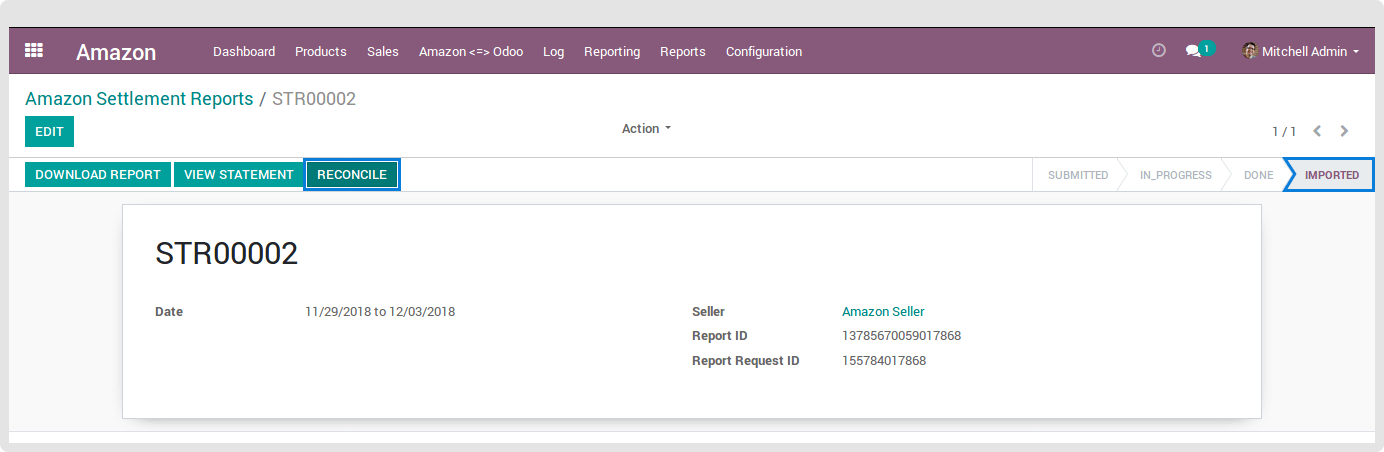 Amazon Dashboard Products Sales Amazon <=> Odoo Log Reporting Reports Configuration 1 Mitchell Admin
Amazon Settlement Reports / STR00002
EDIT Action 1 / 1
DOWNLOAD REPORT VIEW STATEMENT RECONCILE SUBMITTED IN_PROGRESS DONE IMPORTED
STR00002
Date 11/29/2018 to 12/03/2018 Seller Amazon Seller
Report ID 13785670059017868
Report Request ID 155784017868